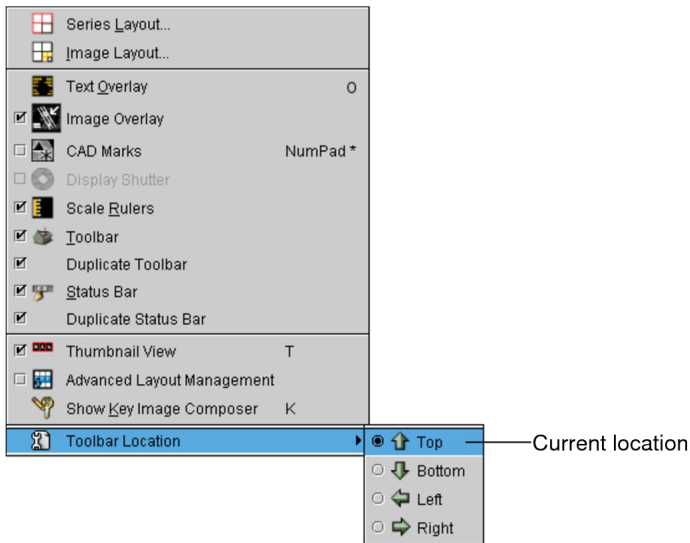 Series Layout...
Image Layout...
Text Overlay O
Image Overlay
CAD Marks NumPad *
Display Shutter
Scale Rulers
Toolbar
Duplicate Toolbar
Status Bar
Duplicate Status Bar
Thumbnail View T
Advanced Layout Management
Show Key Image Composer K
Toolbar Location Top Current location
Bottom
Left
Right